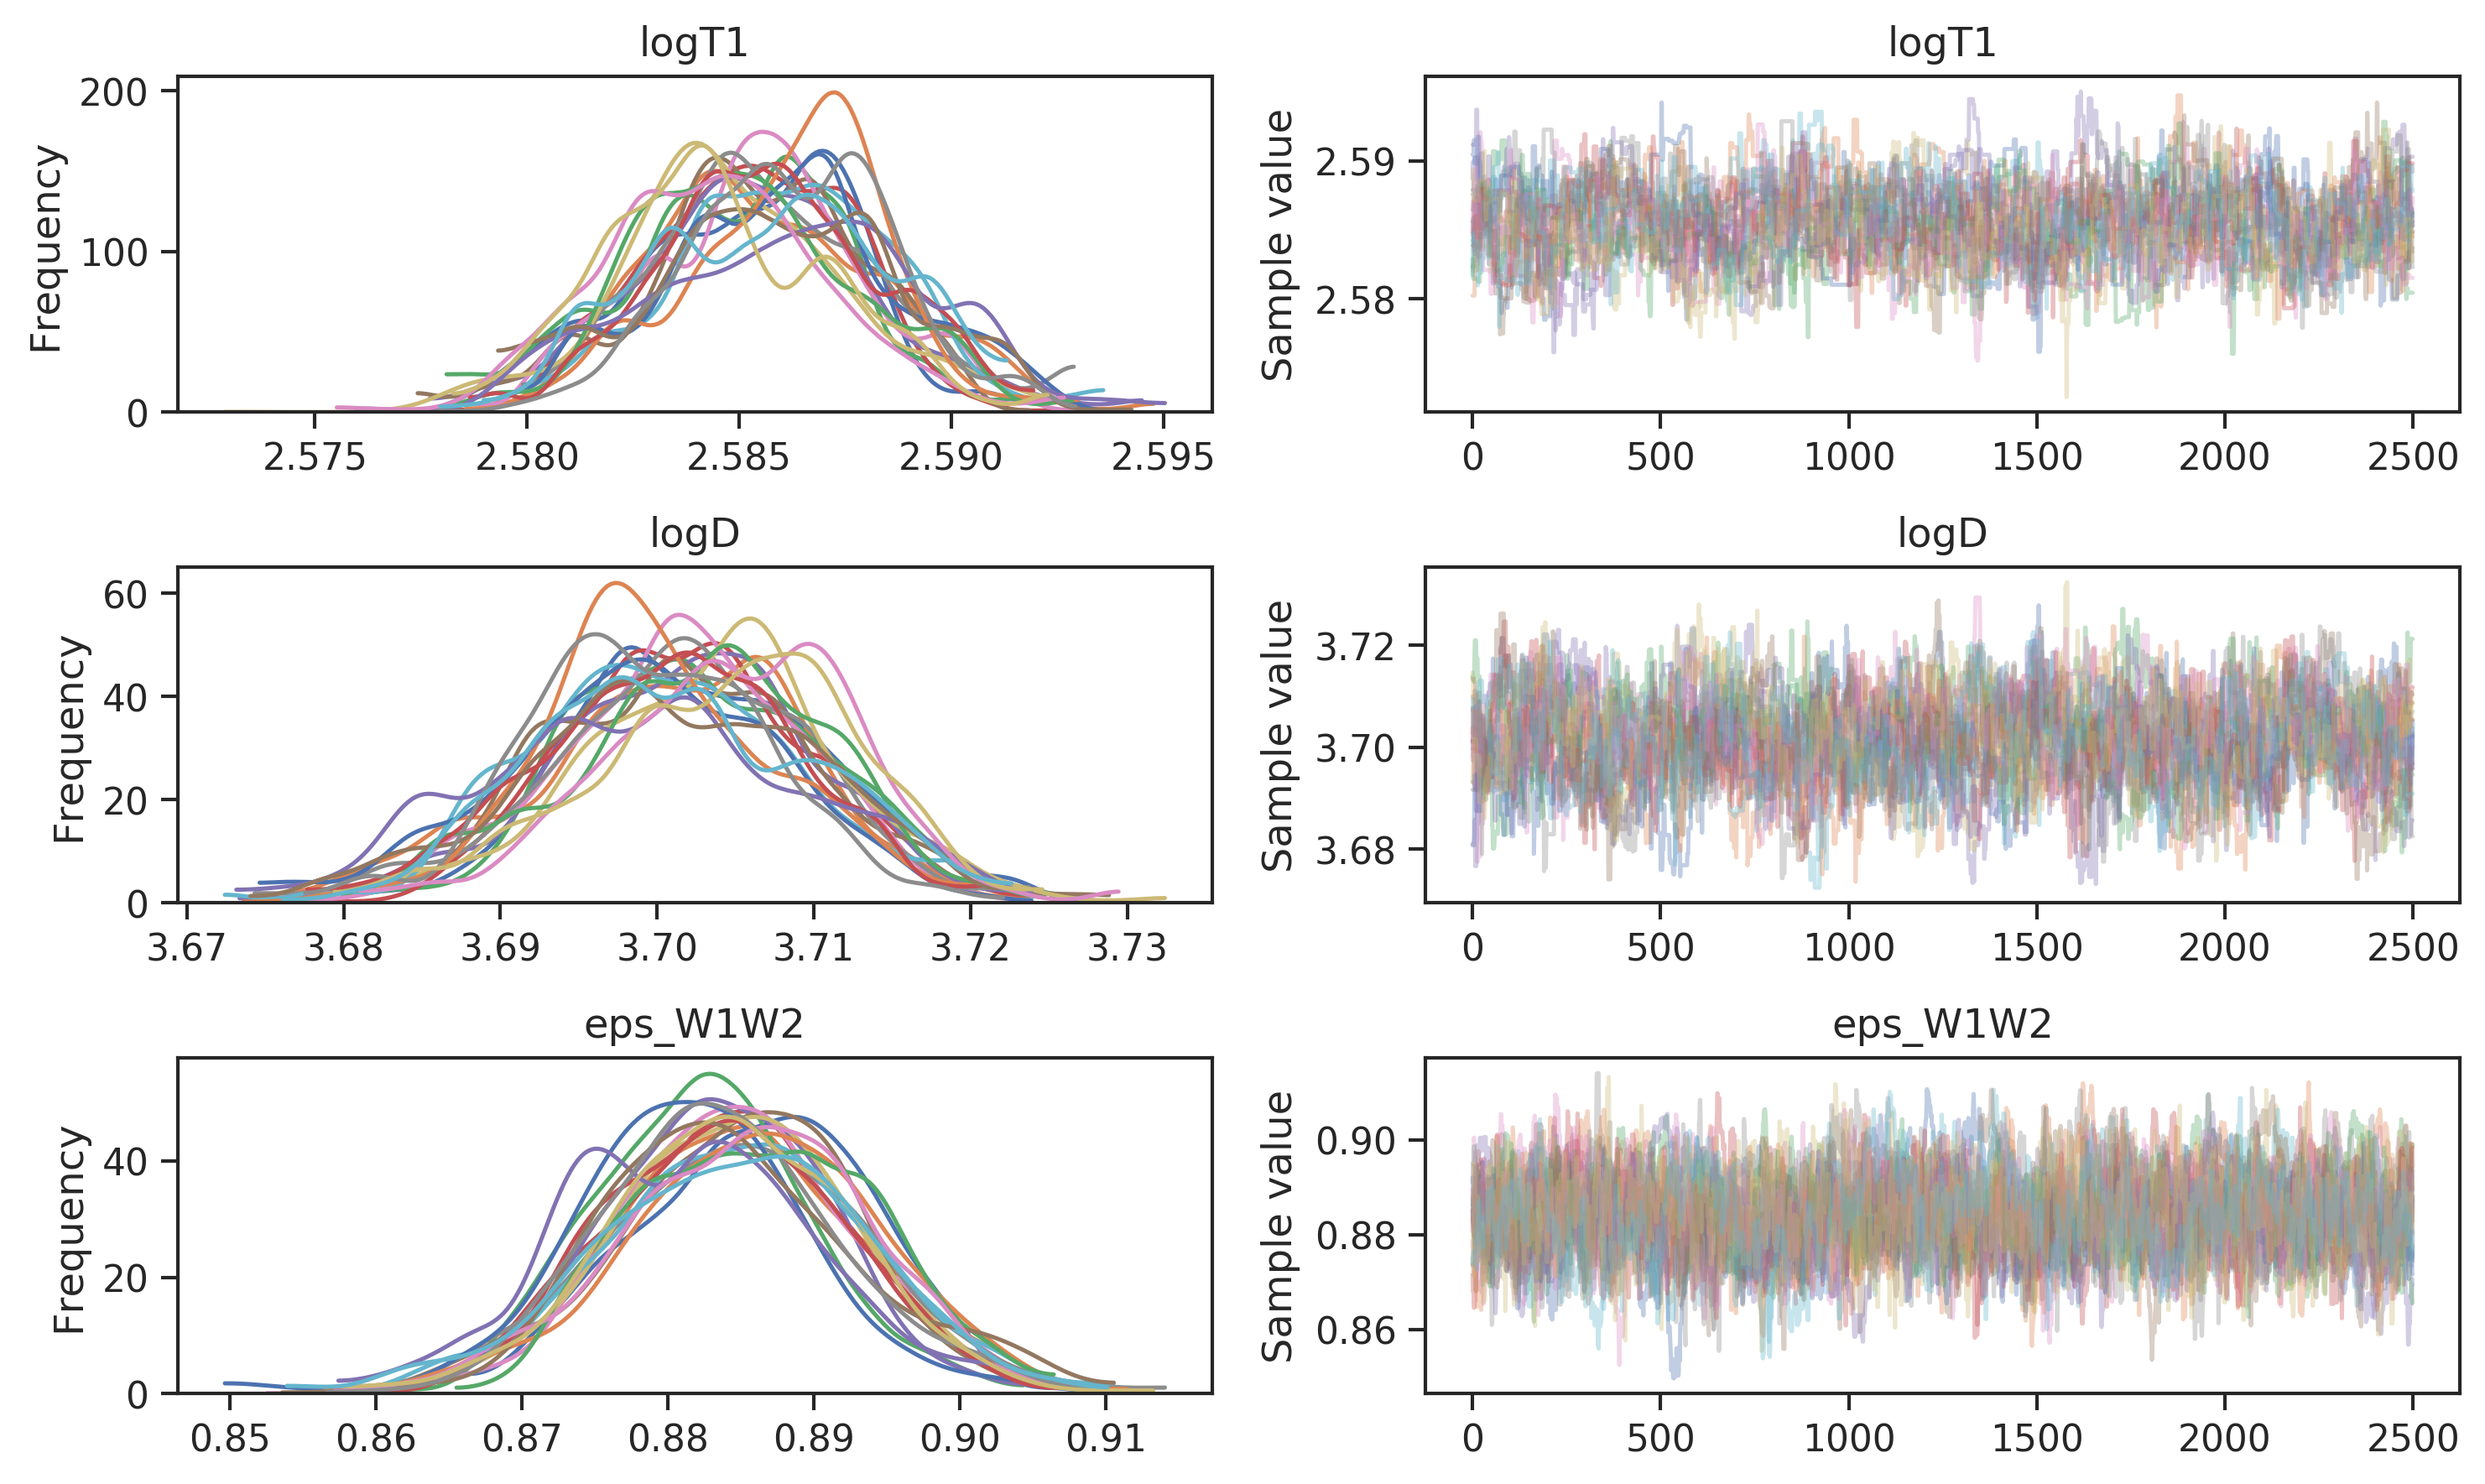 logT1
logT1
200
100
0
Frequency
2.575 2.580 2.585 2.590 2.595
2.59
2.58
Sample value
0 500 1000 1500 2000 2500
logD
logD
60
40
20
0
Frequency
3.67 3.68 3.69 3.70 3.71 3.72 3.73
3.72
3.70
3.68
Sample value
0 500 1000 1500 2000 2500
eps_W1W2
eps_W1W2
40
20
0
Frequency
0.85 0.86 0.87 0.88 0.89 0.90 0.91
0.90
0.88
0.86
Sample value
0 500 1000 1500 2000 2500